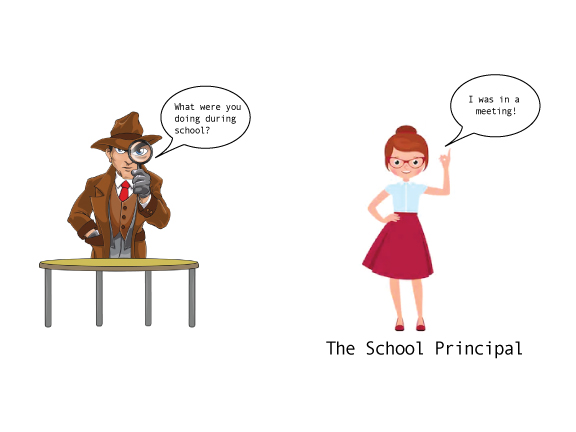 What were you
doing during
school?
I was in a
meeting!
The School Principal